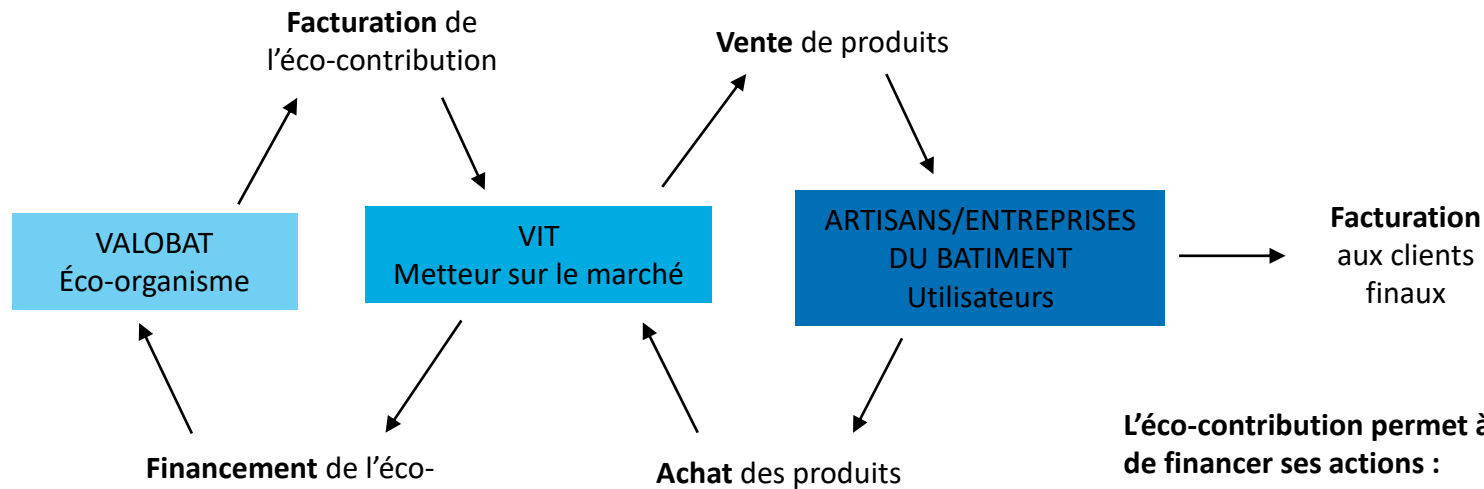 Facturation de
l’éco-contribution
Vente de produits
VALOBAT
Éco-organisme
VIT
Metteur sur le marché
ARTISANS/ENTREPRISES
DU BATIMENT
Utilisateurs
Facturation
aux clients
finaux
Financement de l’éco-
Achat des produits
L’éco-contribution permet à
de financer ses actions :